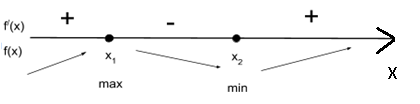 f'(x) + - +
f(x)
x₁ x₂ X
max min